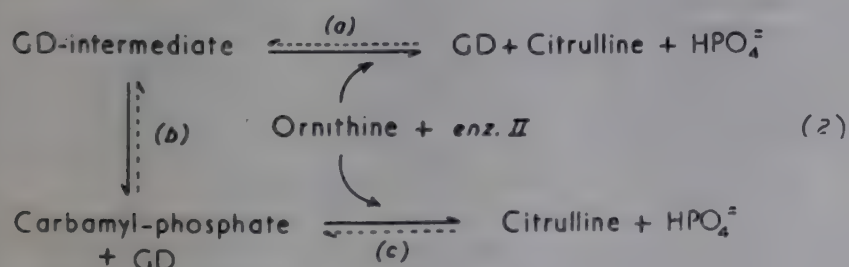 (a)
GD-intermediate GD + Citrulline + HPO₄⁼
(b) Ornithine + enz. II (2)
Carbamyl-phosphate Citrulline + HPO₄⁼
+ GD (c)